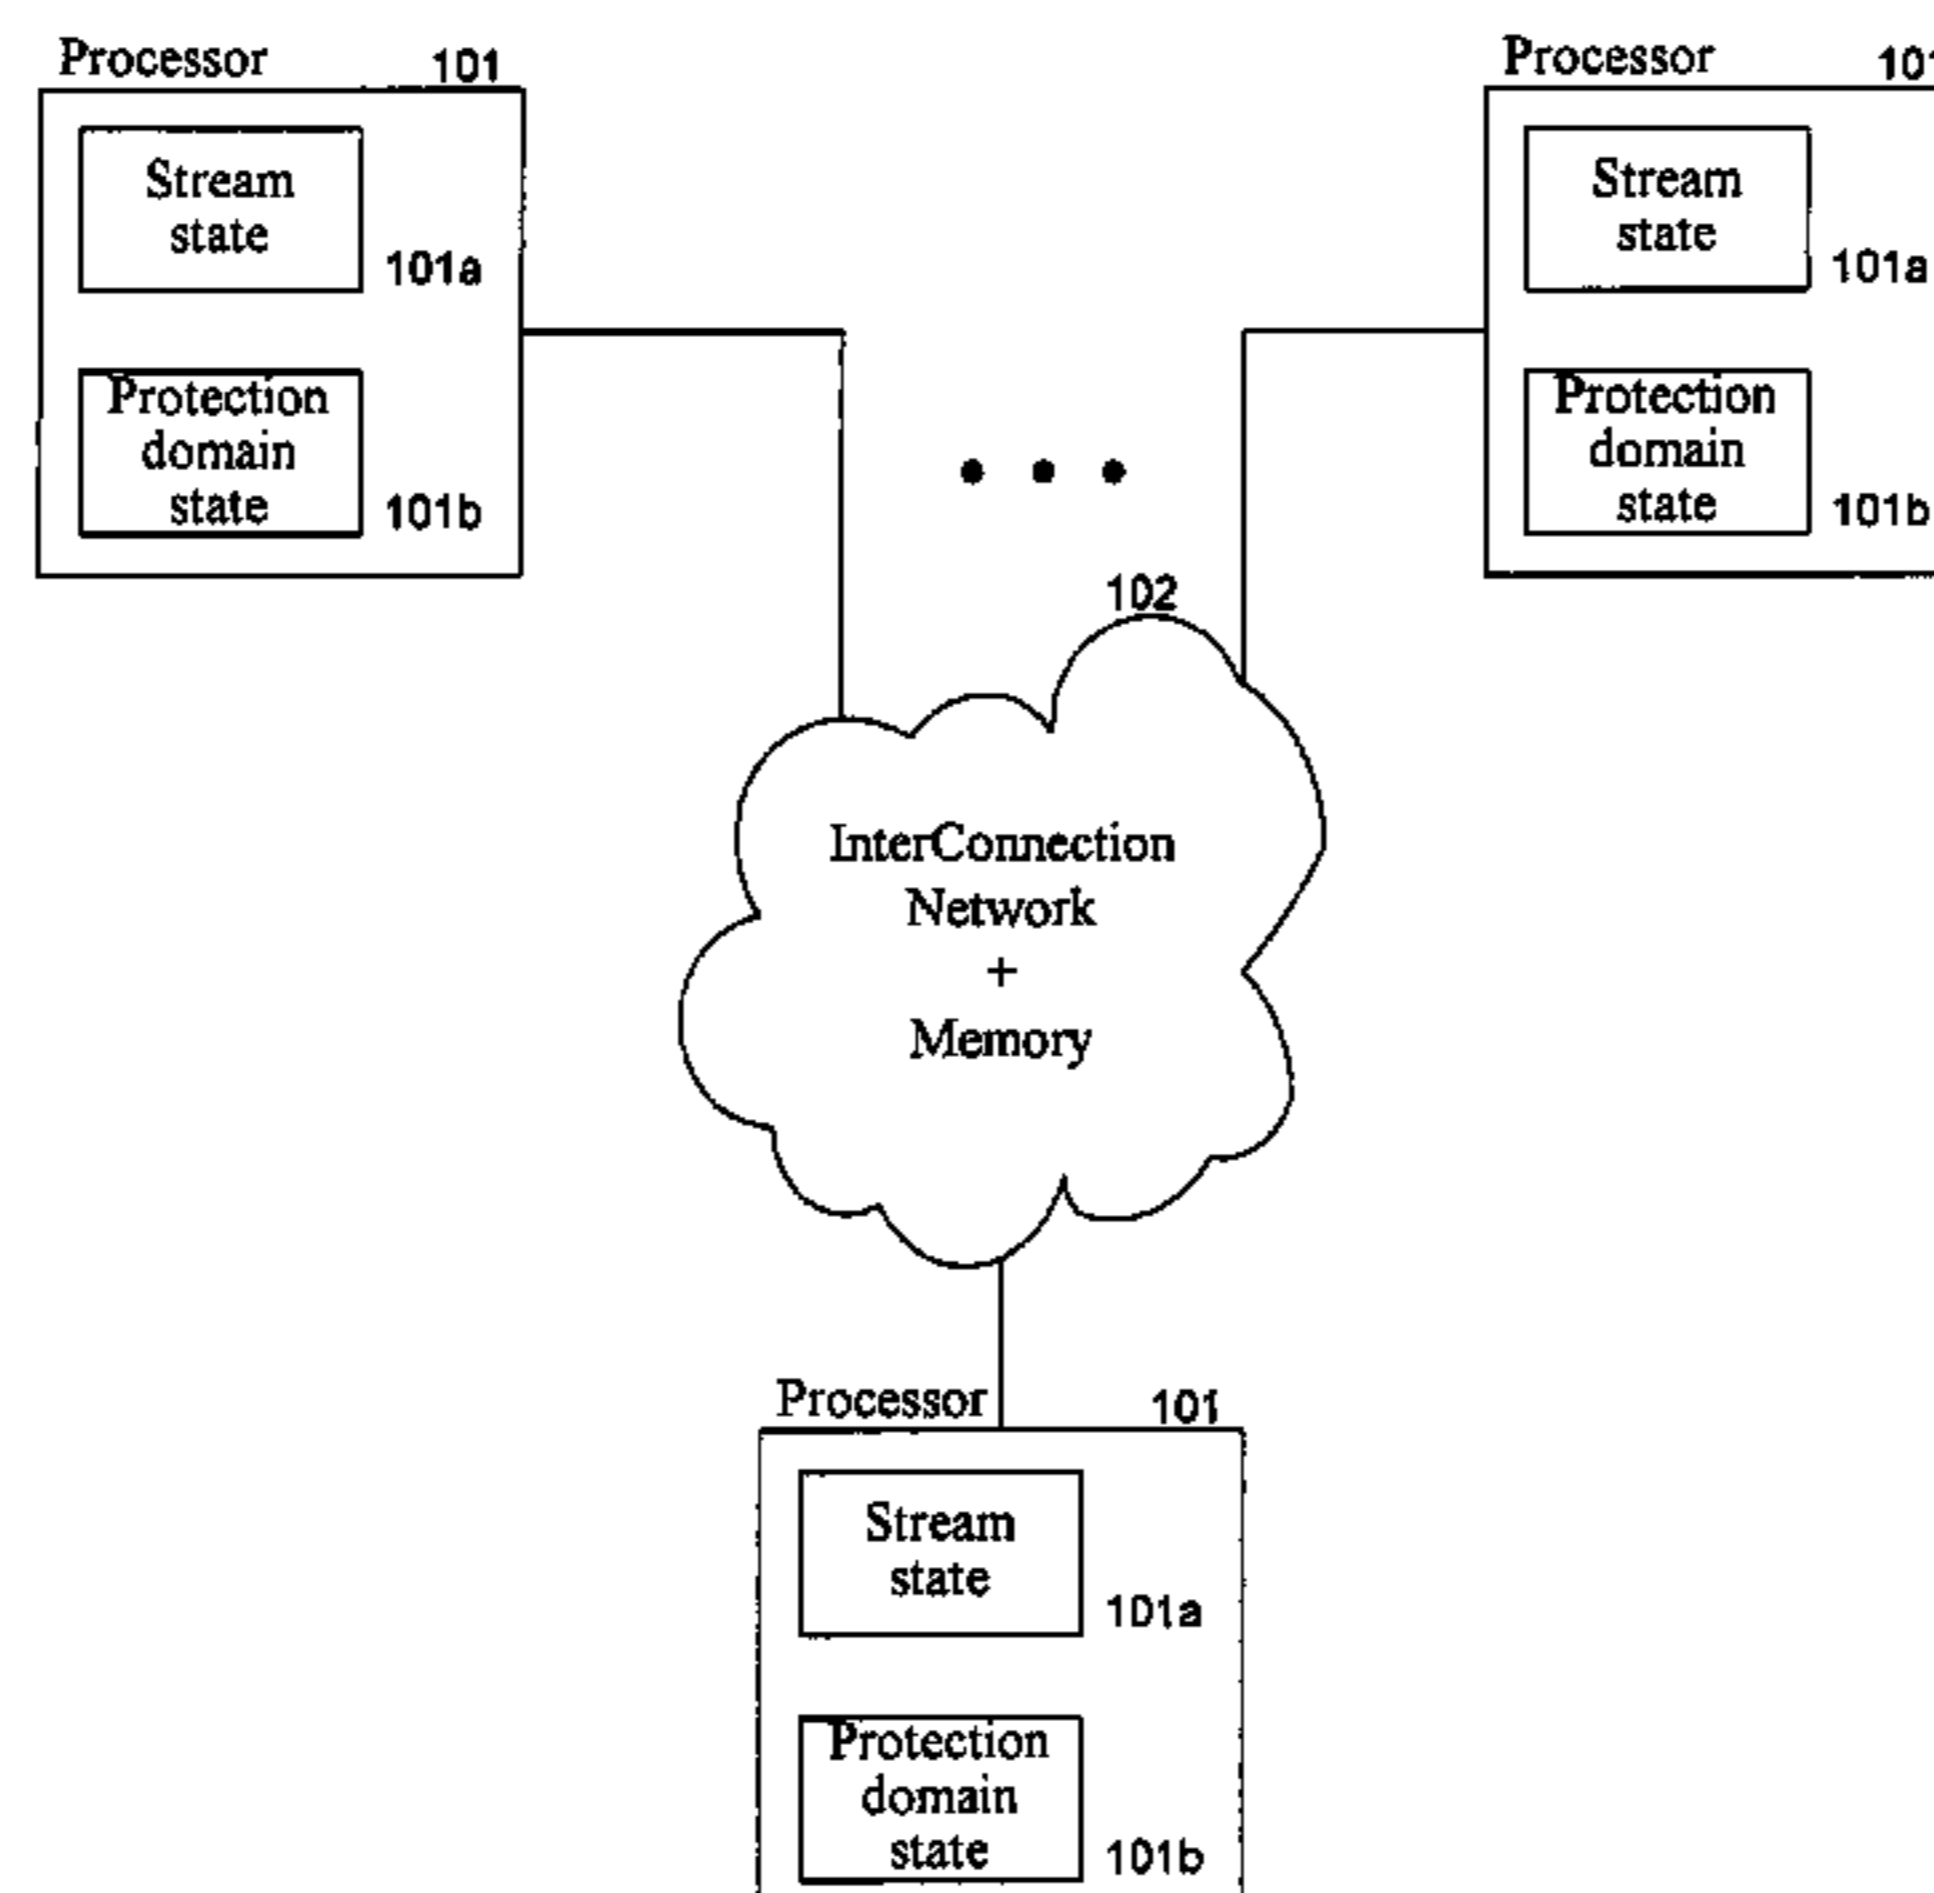 Processor 101
Stream
state
101a
Protection
domain
state
101b
Processor
Stream
state
101a
Protection
domain
state
101b
102
InterConnection
Network
+
Memory
Processor 101
Stream
state
101a
Protection
domain
state
101b